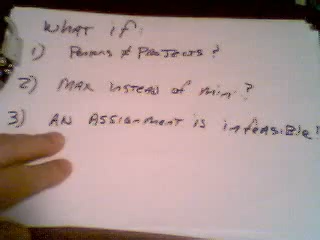 WHAT if:
1) PERSONS ≠ PROJECTS?
2) MAX INSTEAD of MIN?
3) AN ASSIGNMENT IS INFEASIBLE?